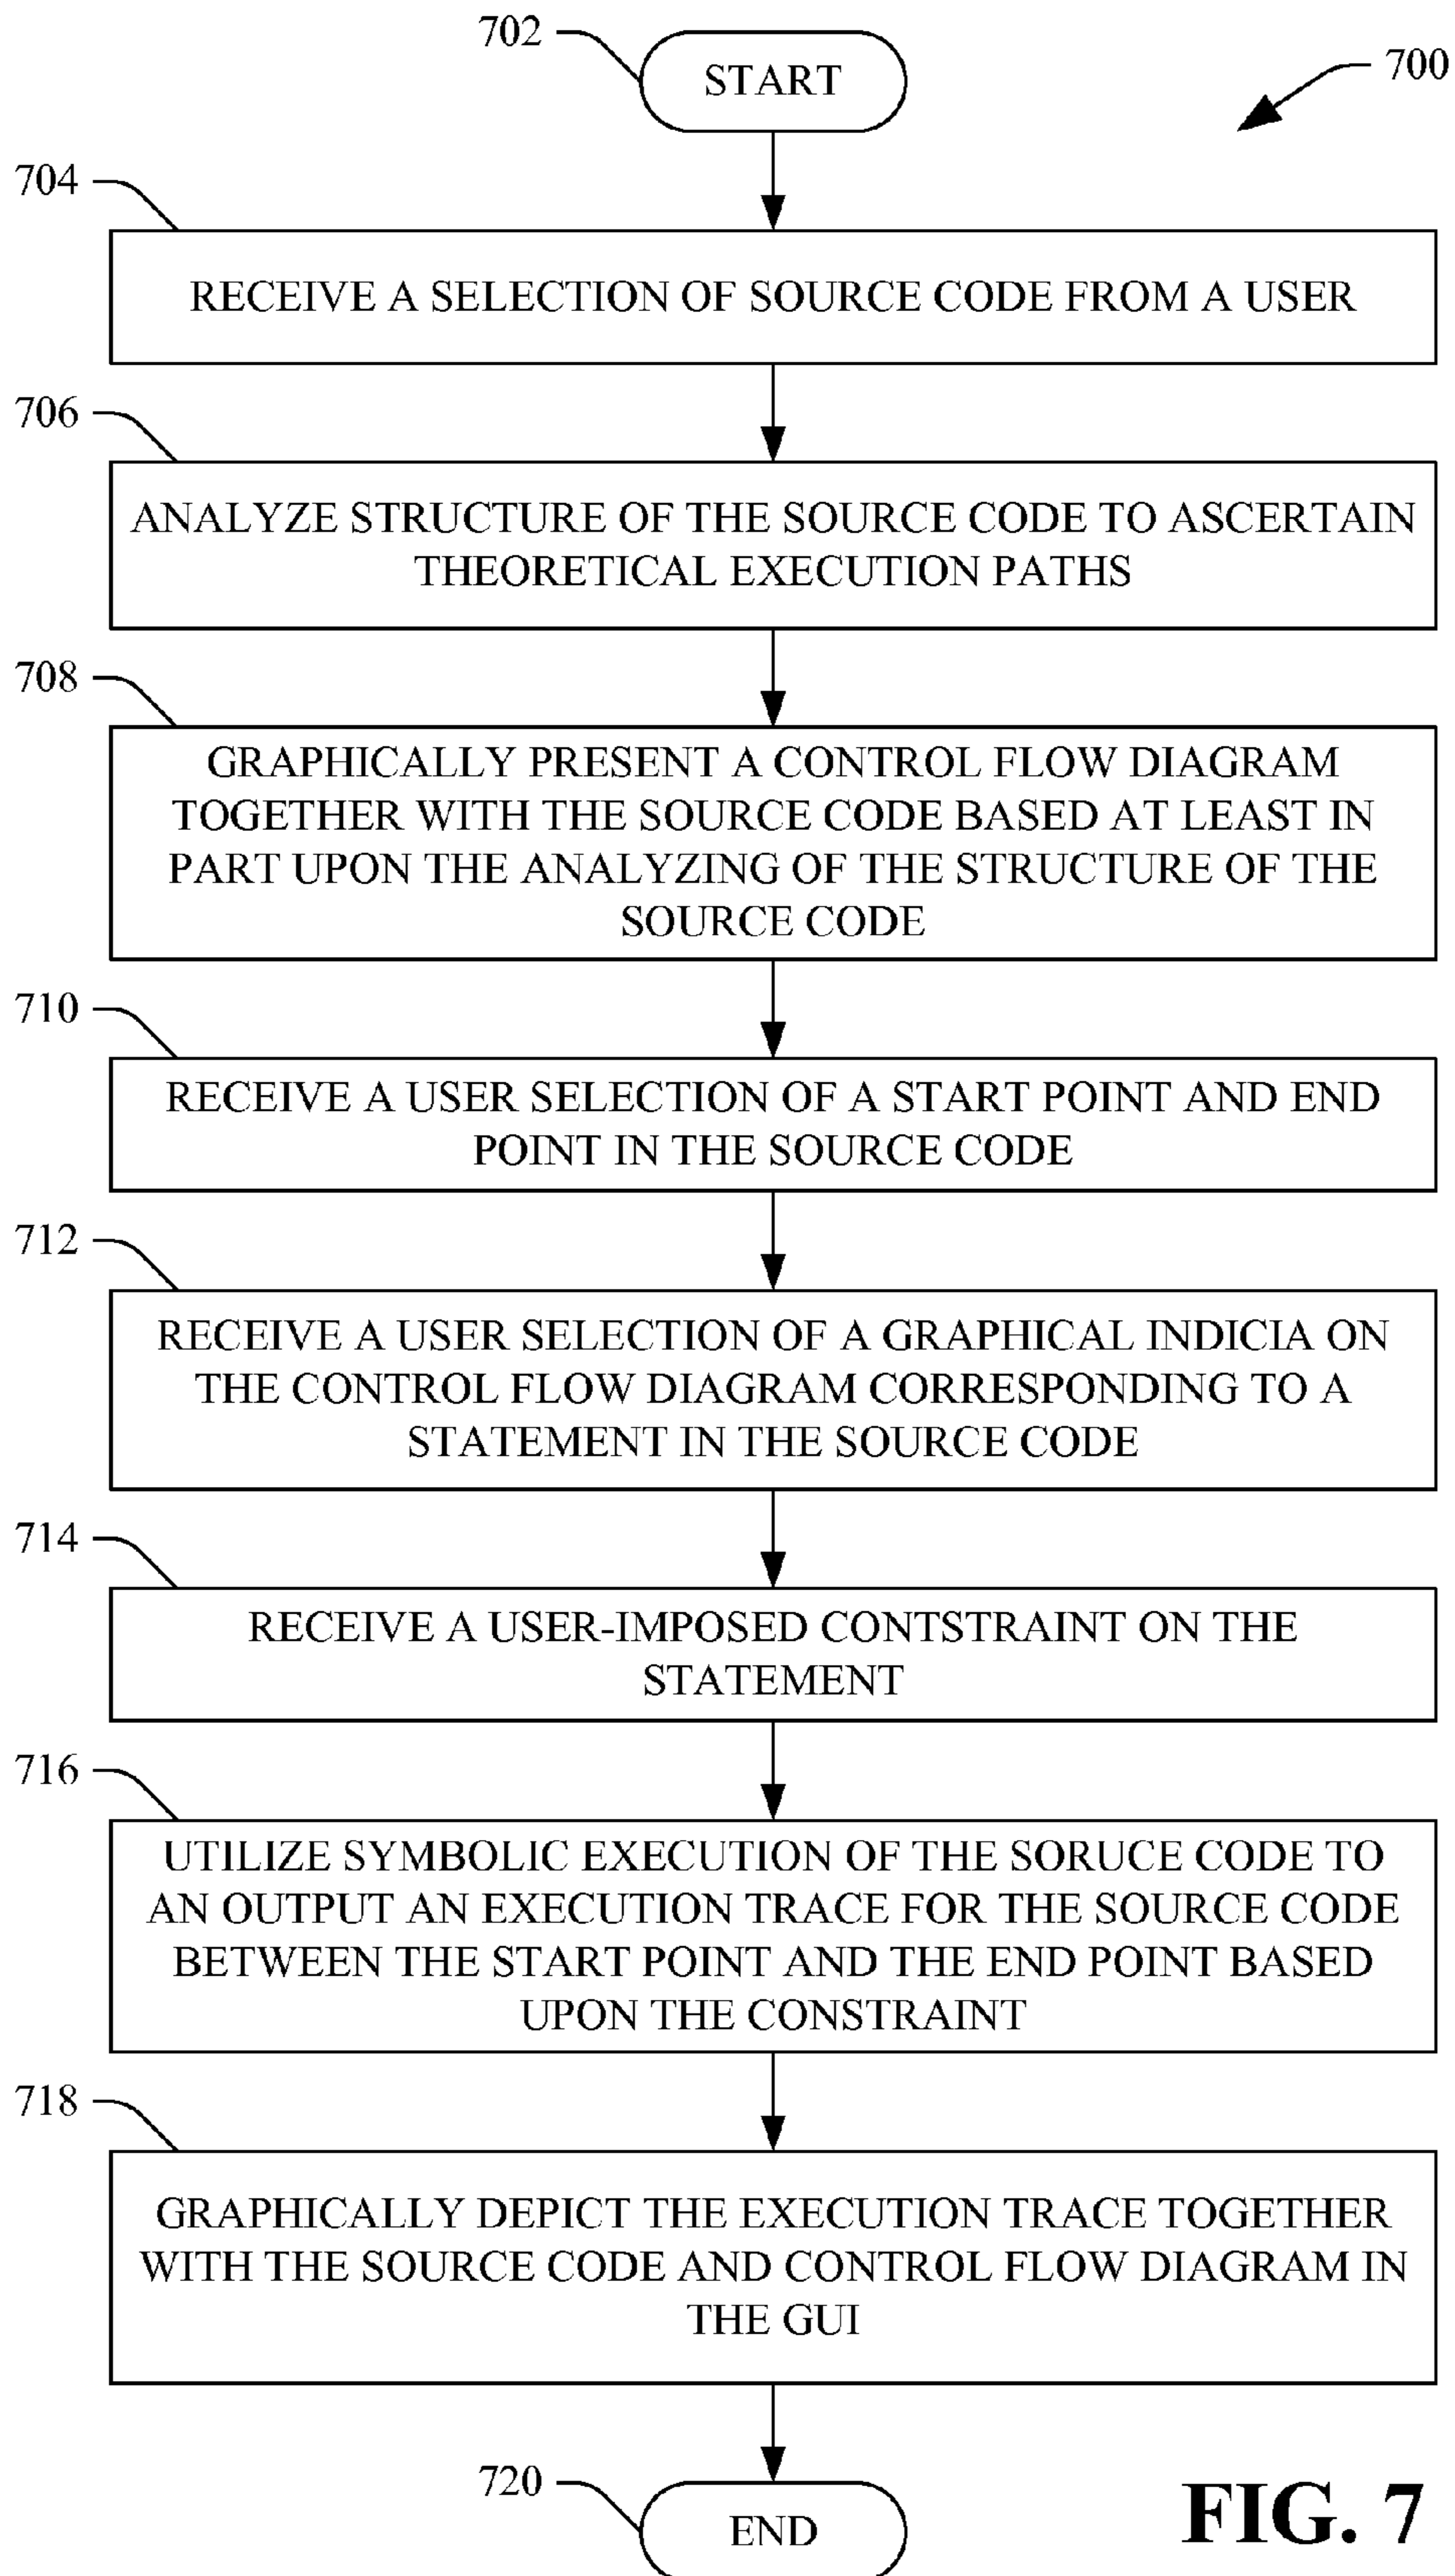 702
START
700
704
RECEIVE A SELECTION OF SOURCE CODE FROM A USER
706
ANALYZE STRUCTURE OF THE SOURCE CODE TO ASCERTAIN
THEORETICAL EXECUTION PATHS
708
GRAPHICALLY PRESENT A CONTROL FLOW DIAGRAM
TOGETHER WITH THE SOURCE CODE BASED AT LEAST IN
PART UPON THE ANALYZING OF THE STRUCTURE OF THE
SOURCE CODE
710
RECEIVE A USER SELECTION OF A START POINT AND END
POINT IN THE SOURCE CODE
712
RECEIVE A USER SELECTION OF A GRAPHICAL INDICIA ON
THE CONTROL FLOW DIAGRAM CORRESPONDING TO A
STATEMENT IN THE SOURCE CODE
714
RECEIVE A USER-IMPOSED CONTSTRAINT ON THE
STATEMENT
716
UTILIZE SYMBOLIC EXECUTION OF THE SORUCE CODE TO
AN OUTPUT AN EXECUTION TRACE FOR THE SOURCE CODE
BETWEEN THE START POINT AND THE END POINT BASED
UPON THE CONSTRAINT
718
GRAPHICALLY DEPICT THE EXECUTION TRACE TOGETHER
WITH THE SOURCE CODE AND CONTROL FLOW DIAGRAM IN
THE GUI
720
END
FIG. 7